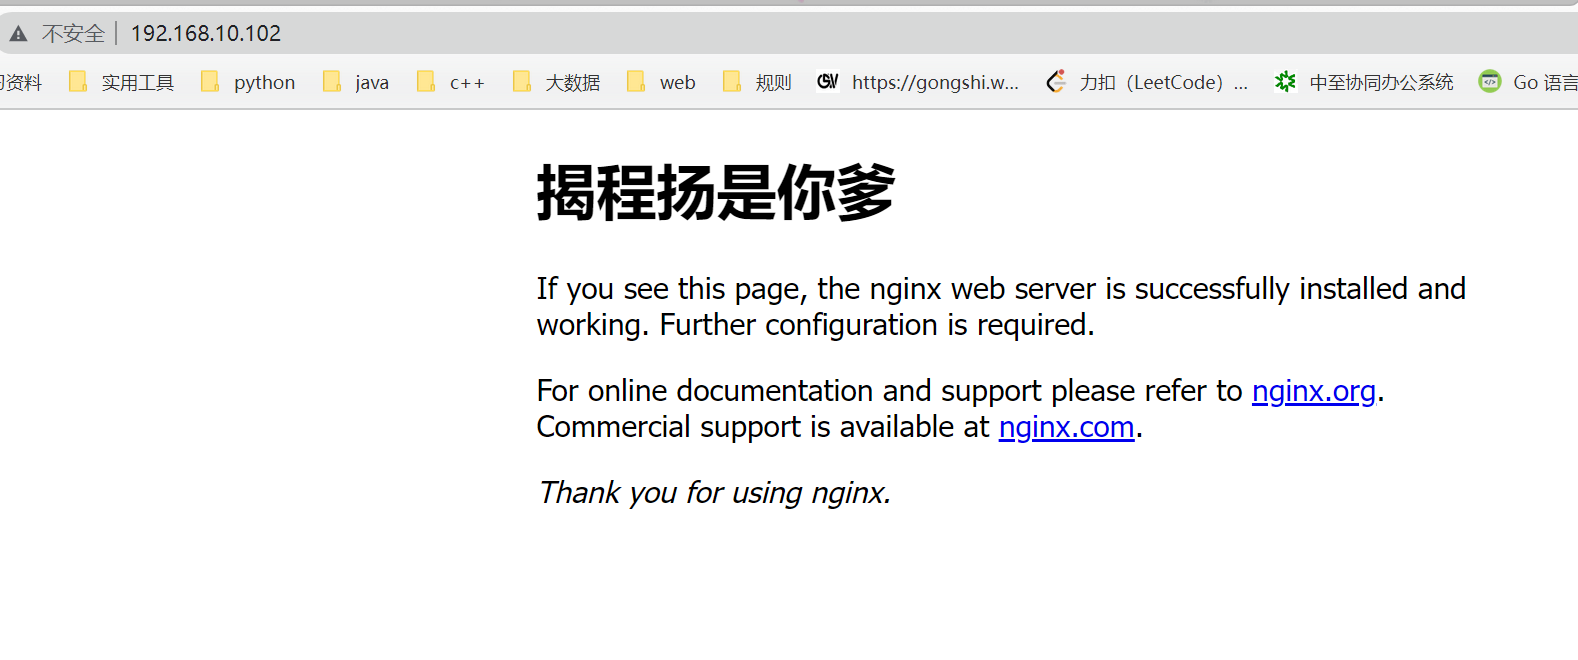 不安全 | 192.168.10.102
习资料 实用工具 python java c++ 大数据 web 规则 https://gongshi.w... 力扣（LeetCode）... 中至协同办公系统 Go 语言
揭程扬是你爹
If you see this page, the nginx web server is successfully installed and
working. Further configuration is required.
For online documentation and support please refer to nginx.org.
Commercial support is available at nginx.com.
Thank you for using nginx.